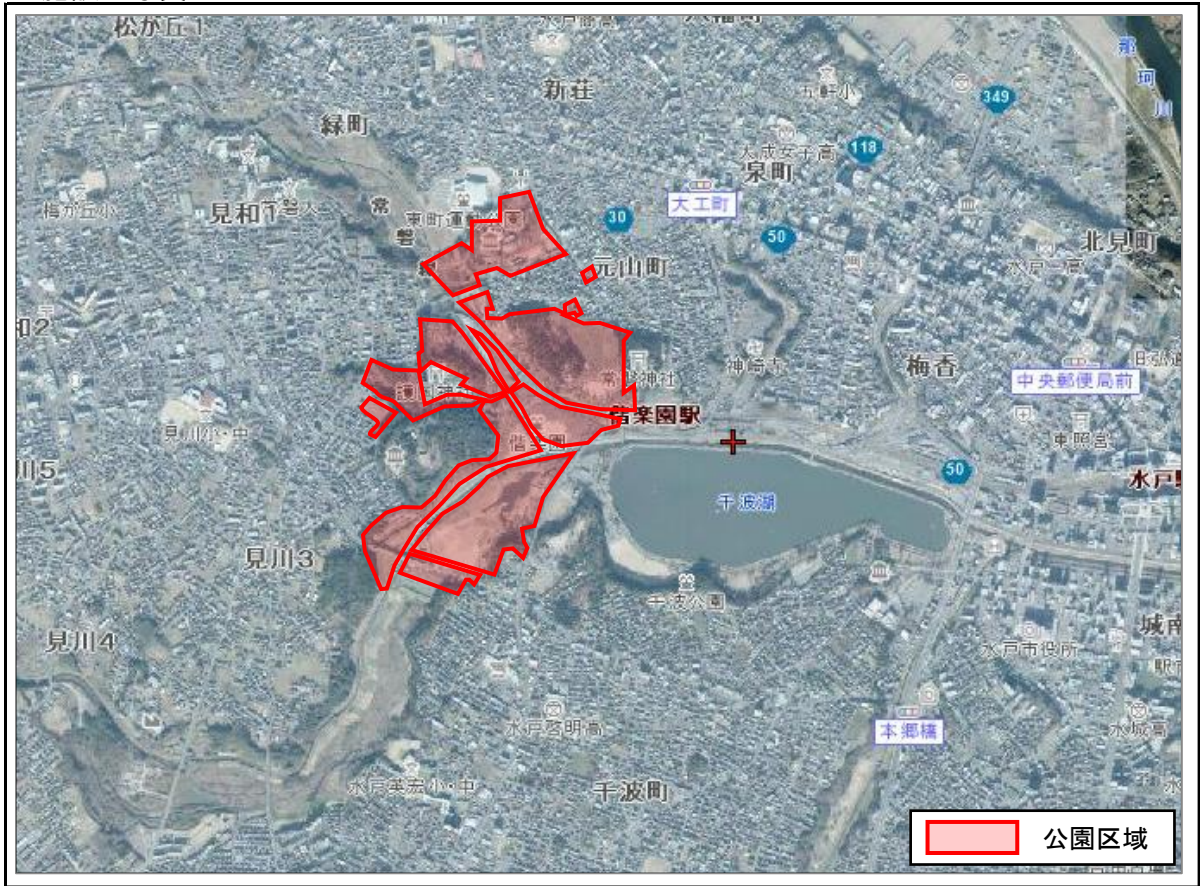 松が丘1
新荘
五軒小
那珂川
349
緑町
大成女子高
118
泉町
梅が丘小
見和1
常磐
東町運動公園
大工町
30
50
北見町
元山町
水戸一高
和2
護国神社
常磐神社
神崎寺
梅香
中央郵便局前
偕楽園駅
見川小・中
偕楽園
東照宮
川5
50
水戸駅
千波湖
見川3
千波公園
見川4
城南
水戸市役所
水戸啓明高
本郷橋
水城高
水戸英宏小・中
千波町
公園区域